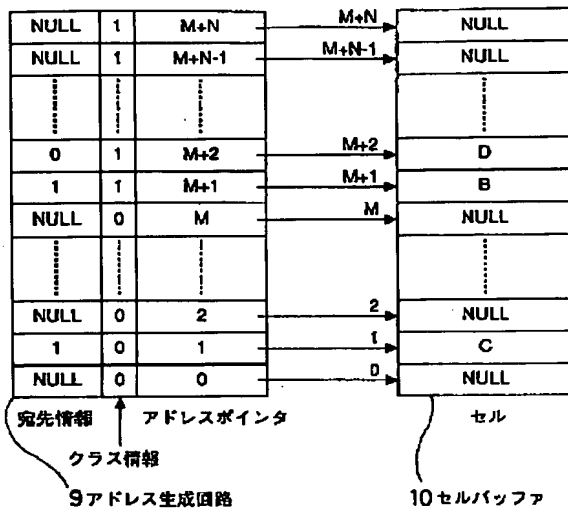 NULL 1 M+N M+N NULL
NULL 1 M+N-1 M+N-1 NULL
0 1 M+2 M+2 D
1 1 M+1 M+1 B
NULL 0 M M NULL
NULL 0 2 2 NULL
1 0 1 1 C
NULL 0 0 0 NULL
宛先情報 アドレスポインタ セル
クラス情報
9アドレス生成回路 10セルバッファ